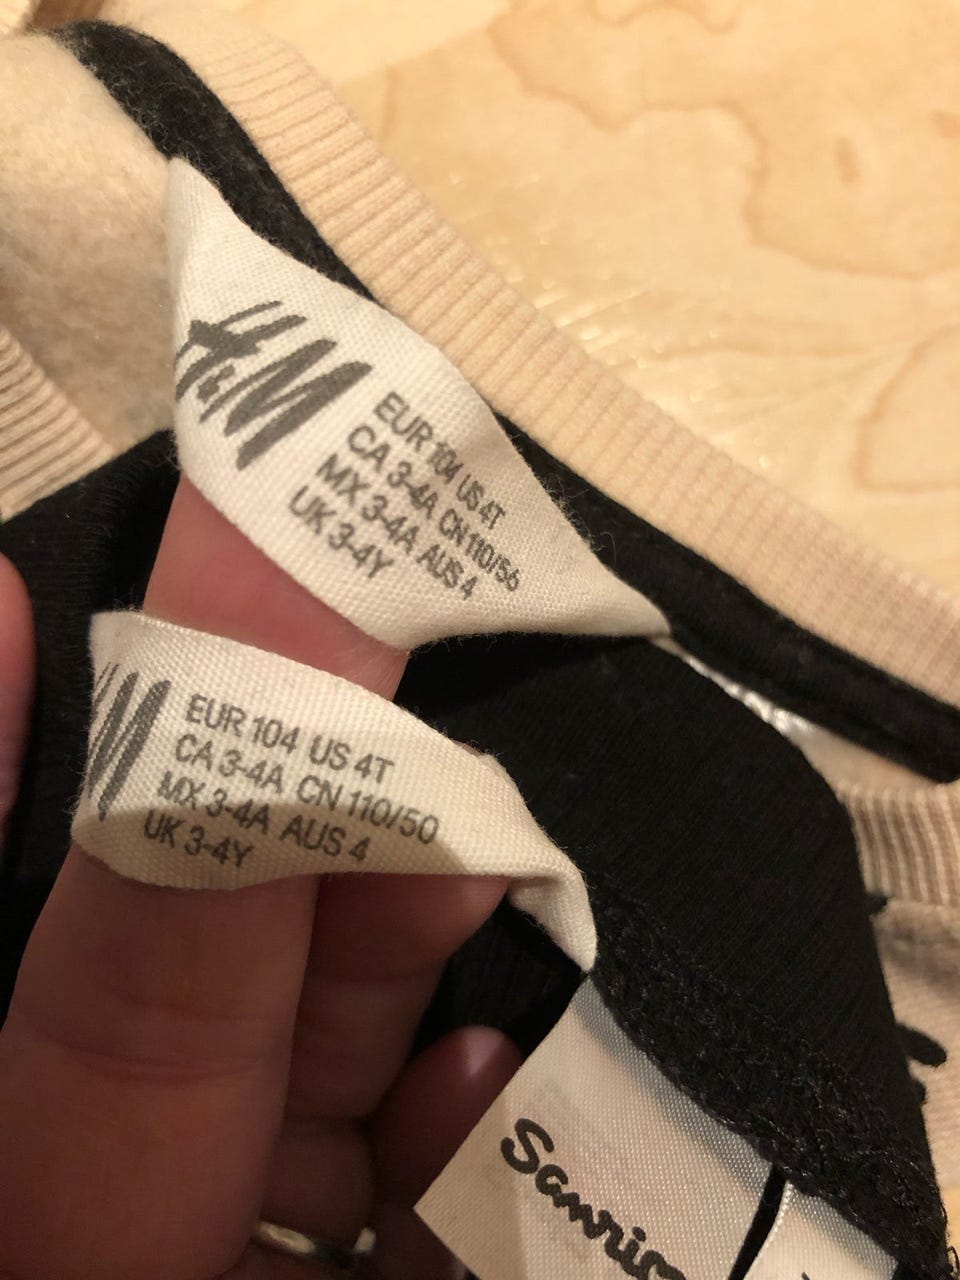 H&M
EUR 104 US 4T
CA 3-4A CN 110/56
MX 3-4A AUS 4
UK 3-4Y
M
EUR 104 US 4T
CA 3-4A CN 110/50
MX 3-4A AUS 4
UK 3-4Y
Sanrio